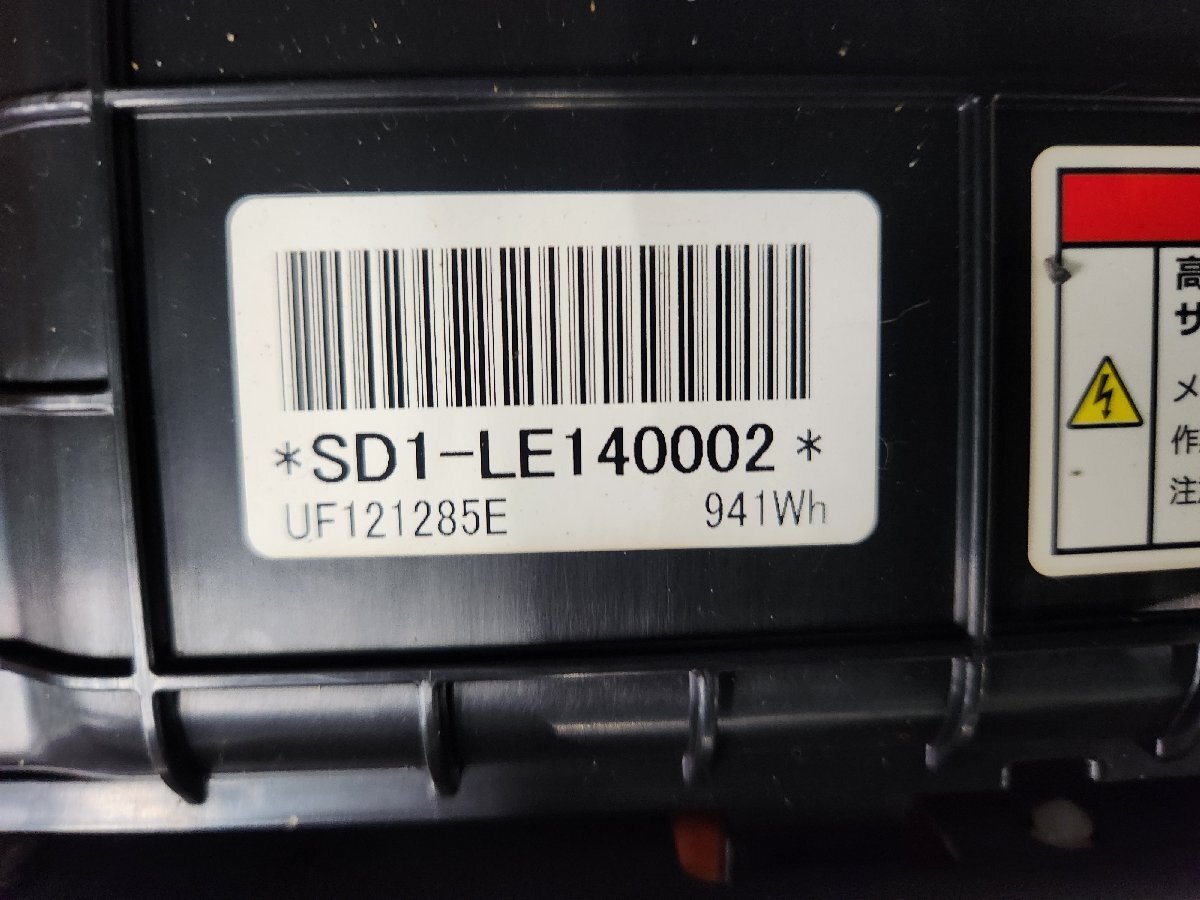 *SD1-LE140002*
UF121285E 941Wh
高
サ
メ
作
注